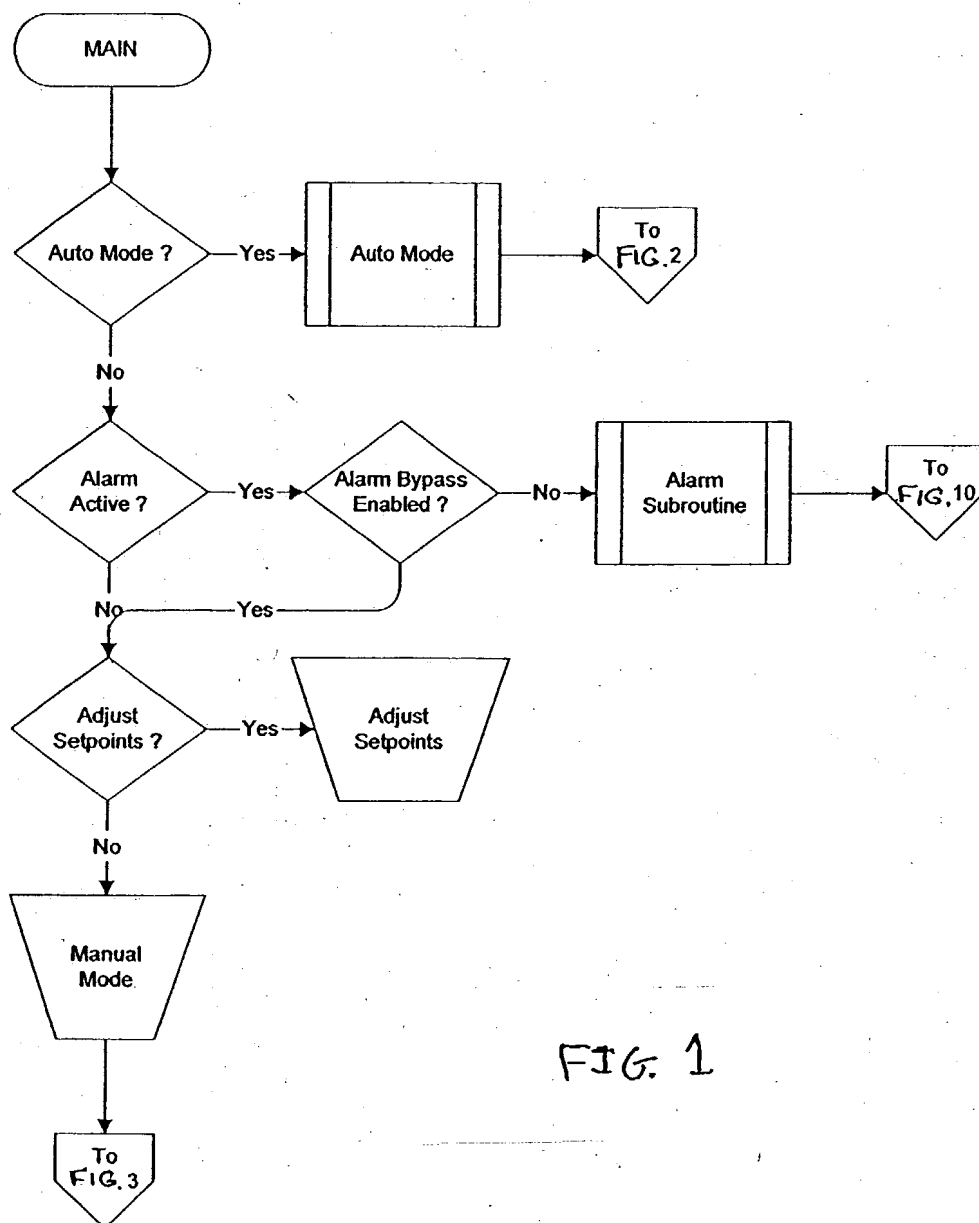 MAIN
Auto Mode ?
Yes
Auto Mode
To
FIG. 2
No
Alarm
Active ?
Yes
Alarm Bypass
Enabled ?
No
Alarm
Subroutine
To
FIG. 10
No
Yes
Adjust
Setpoints ?
Yes
Adjust
Setpoints
No
Manual
Mode
To
FIG. 3
FIG. 1